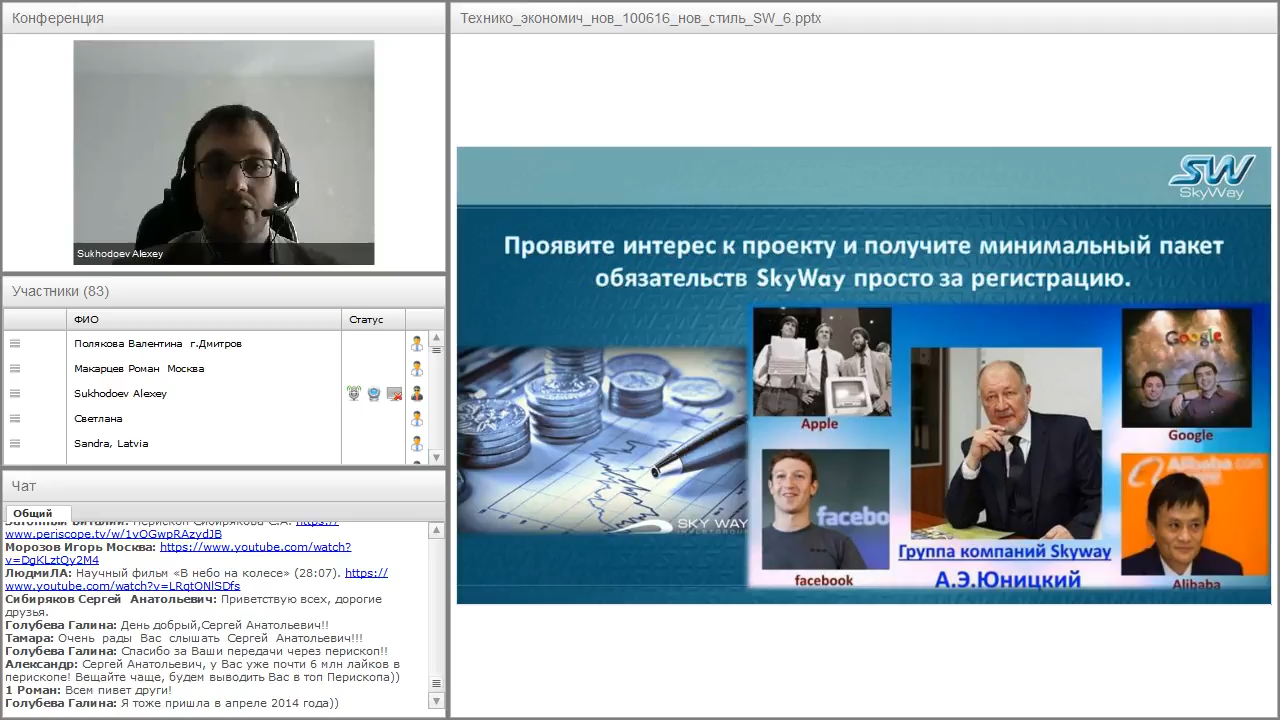 Конференция
Sukhodoev Alexey
Участники (83)
ФИО
Статус
Полякова Валентина г.Дмитров
Макарцев Роман Москва
Sukhodoev Alexey
Светлана
Sandra, Latvia
Чат
Общий
www.periscope.tv/w/1yOGwpRAzydJB
Морозов Игорь Москва: https://www.youtube.com/watch?
v=DgKLztQy2M4
ЛюдмиЛА: Научный фильм «В небо на колесе» (28:07). https://
www.youtube.com/watch?v=LRqtONlSDfs
Сибиряков Сергей Анатольевич: Приветствую всех, дорогие
друзья.
Голубева Галина: День добрый,Сергей Анатольевич!!
Тамара: Очень рады Вас слышать Сергей Анатольевич!!!
Голубева Галина: Спасибо за Ваши передачи через перископ!!
Александр: Сергей Анатольевич, у Вас уже почти 6 млн лайков в
перископе! Вещайте чаще, будем выводить Вас в топ Перископа))
1 Роман: Всем пивет други!
Голубева Галина: Я тоже пришла в апреле 2014 года))
Технико_экономич_нов_100616_нов_стиль_SW_6.pptx
SW
SkyWay
Проявите интерес к проекту и получите минимальный пакет
обязательств SkyWay просто за регистрацию.
SKY WAY
Apple
facebo
facebook
Группа компаний Skyway
А.Э.Юницкий
Google
Google
Alibaba.com
Alibaba